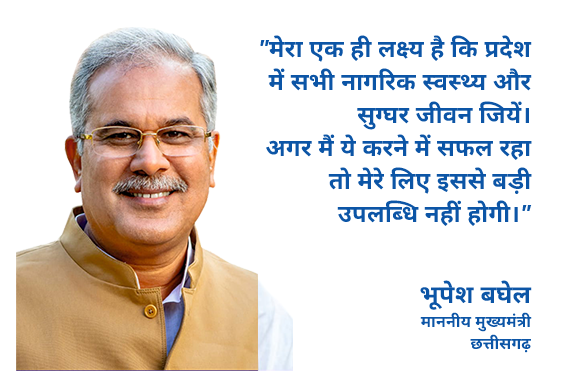 "मेरा एक ही लक्ष्य है कि प्रदेश
में सभी नागरिक स्वस्थ्य और
सुग्घर जीवन जियें।
अगर मैं ये करने में सफल रहा
तो मेरे लिए इससे बड़ी
उपलब्धि नहीं होगी।"
भूपेश बघेल
माननीय मुख्यमंत्री
छत्तीसगढ़